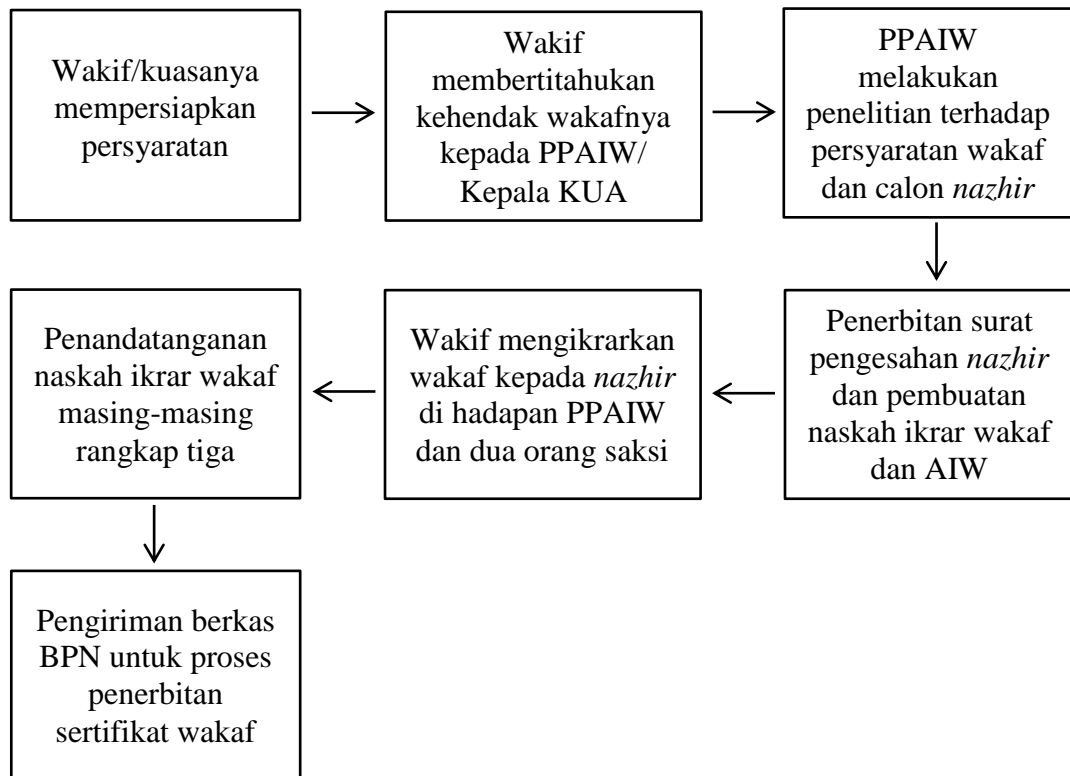 Wakif/kuasanya
mempersiapkan
persyaratan
Wakif
membertitahukan
kehendak wakafnya
kepada PPAIW/
Kepala KUA
PPAIW
melakukan
penelitian terhadap
persyaratan wakaf
dan calon nazhir
Penerbitan surat
pengesahan nazhir
dan pembuatan
naskah ikrar wakaf
dan AIW
Wakif mengikrarkan
wakaf kepada nazhir
di hadapan PPAIW
dan dua orang saksi
Penandatanganan
naskah ikrar wakaf
masing-masing
rangkap tiga
Pengiriman berkas
BPN untuk proses
penerbitan
sertifikat wakaf